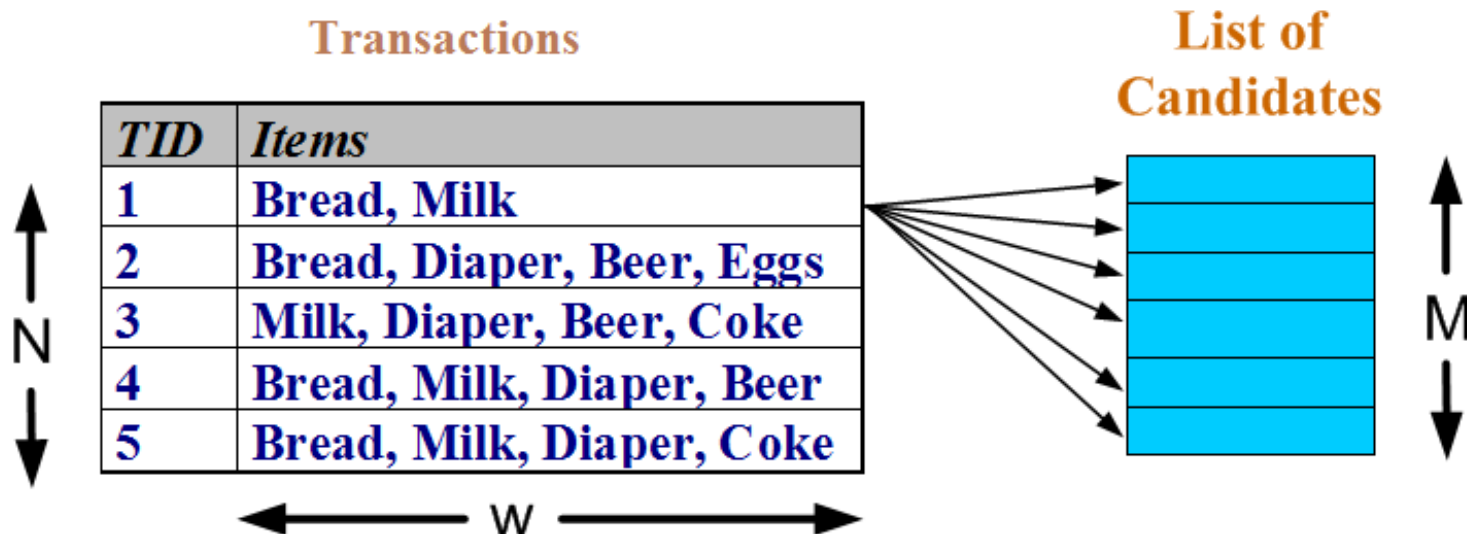 Transactions
List of
Candidates
TID Items
1 Bread, Milk
2 Bread, Diaper, Beer, Eggs
3 Milk, Diaper, Beer, Coke
4 Bread, Milk, Diaper, Beer
5 Bread, Milk, Diaper, Coke
N
M
w